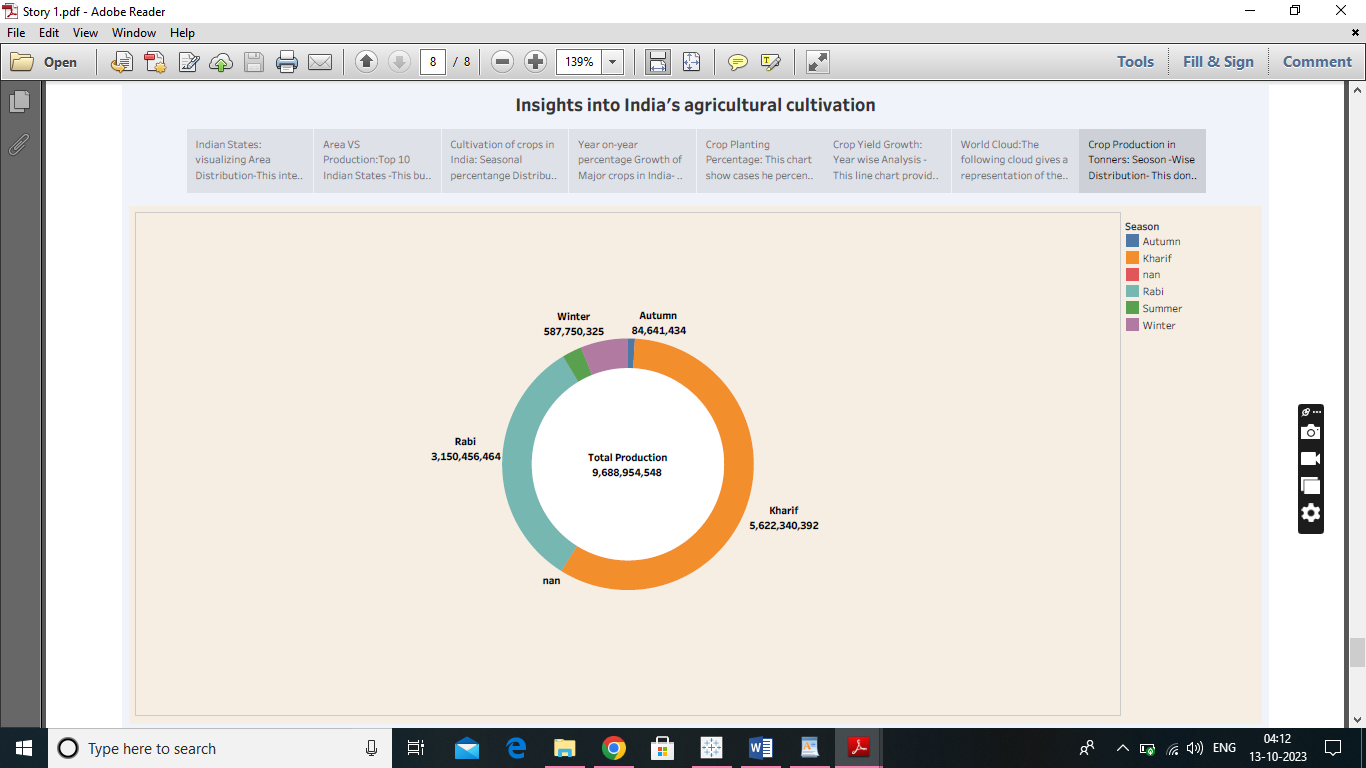 Story 1.pdf - Adobe Reader
File Edit View Window Help
Open 8 / 8 139% Tools Fill & Sign Comment
Insights into India's agricultural cultivation
Indian States:
visualizing Area
Distribution-This inte..
Area VS
Production:Top 10
Indian States -This bu..
Cultivation of crops in
India: Seasonal
percentange Distribu..
Year on-year
percentage Growth of
Major crops in India- ..
Crop Planting
Percentage: This chart
show cases he percen..
Crop Yield Growth:
Year wise Analysis -
This line chart provid..
World Cloud:The
following cloud gives a
representation of the..
Crop Production in
Tonners: Seoson -Wise
Distribution- This don..
Season
Autumn
Kharif
nan
Rabi
Summer
Winter
Winter
587,750,325
Autumn
84,641,434
Rabi
3,150,456,464
Total Production
9,688,954,548
Kharif
5,622,340,392
nan
Type here to search
ENG
04:12
13-10-2023